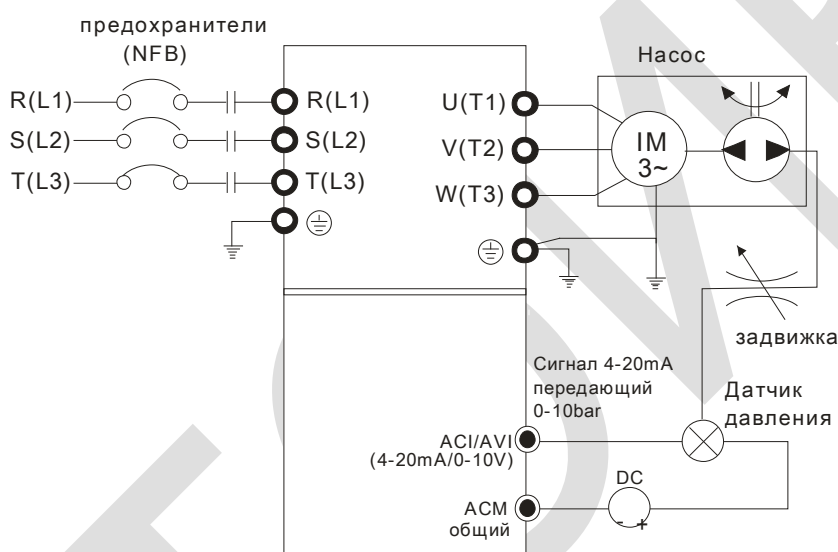 предохранители
(NFB)
R(L1)
S(L2)
T(L3)
R(L1)
S(L2)
T(L3)
U(T1)
V(T2)
W(T3)
Насос
IM
3~
задвижка
Сигнал 4-20mA
передающий
0-10bar
Датчик
давления
ACI/AVI
(4-20mA/0-10V)
DC
- +
ACM
общий